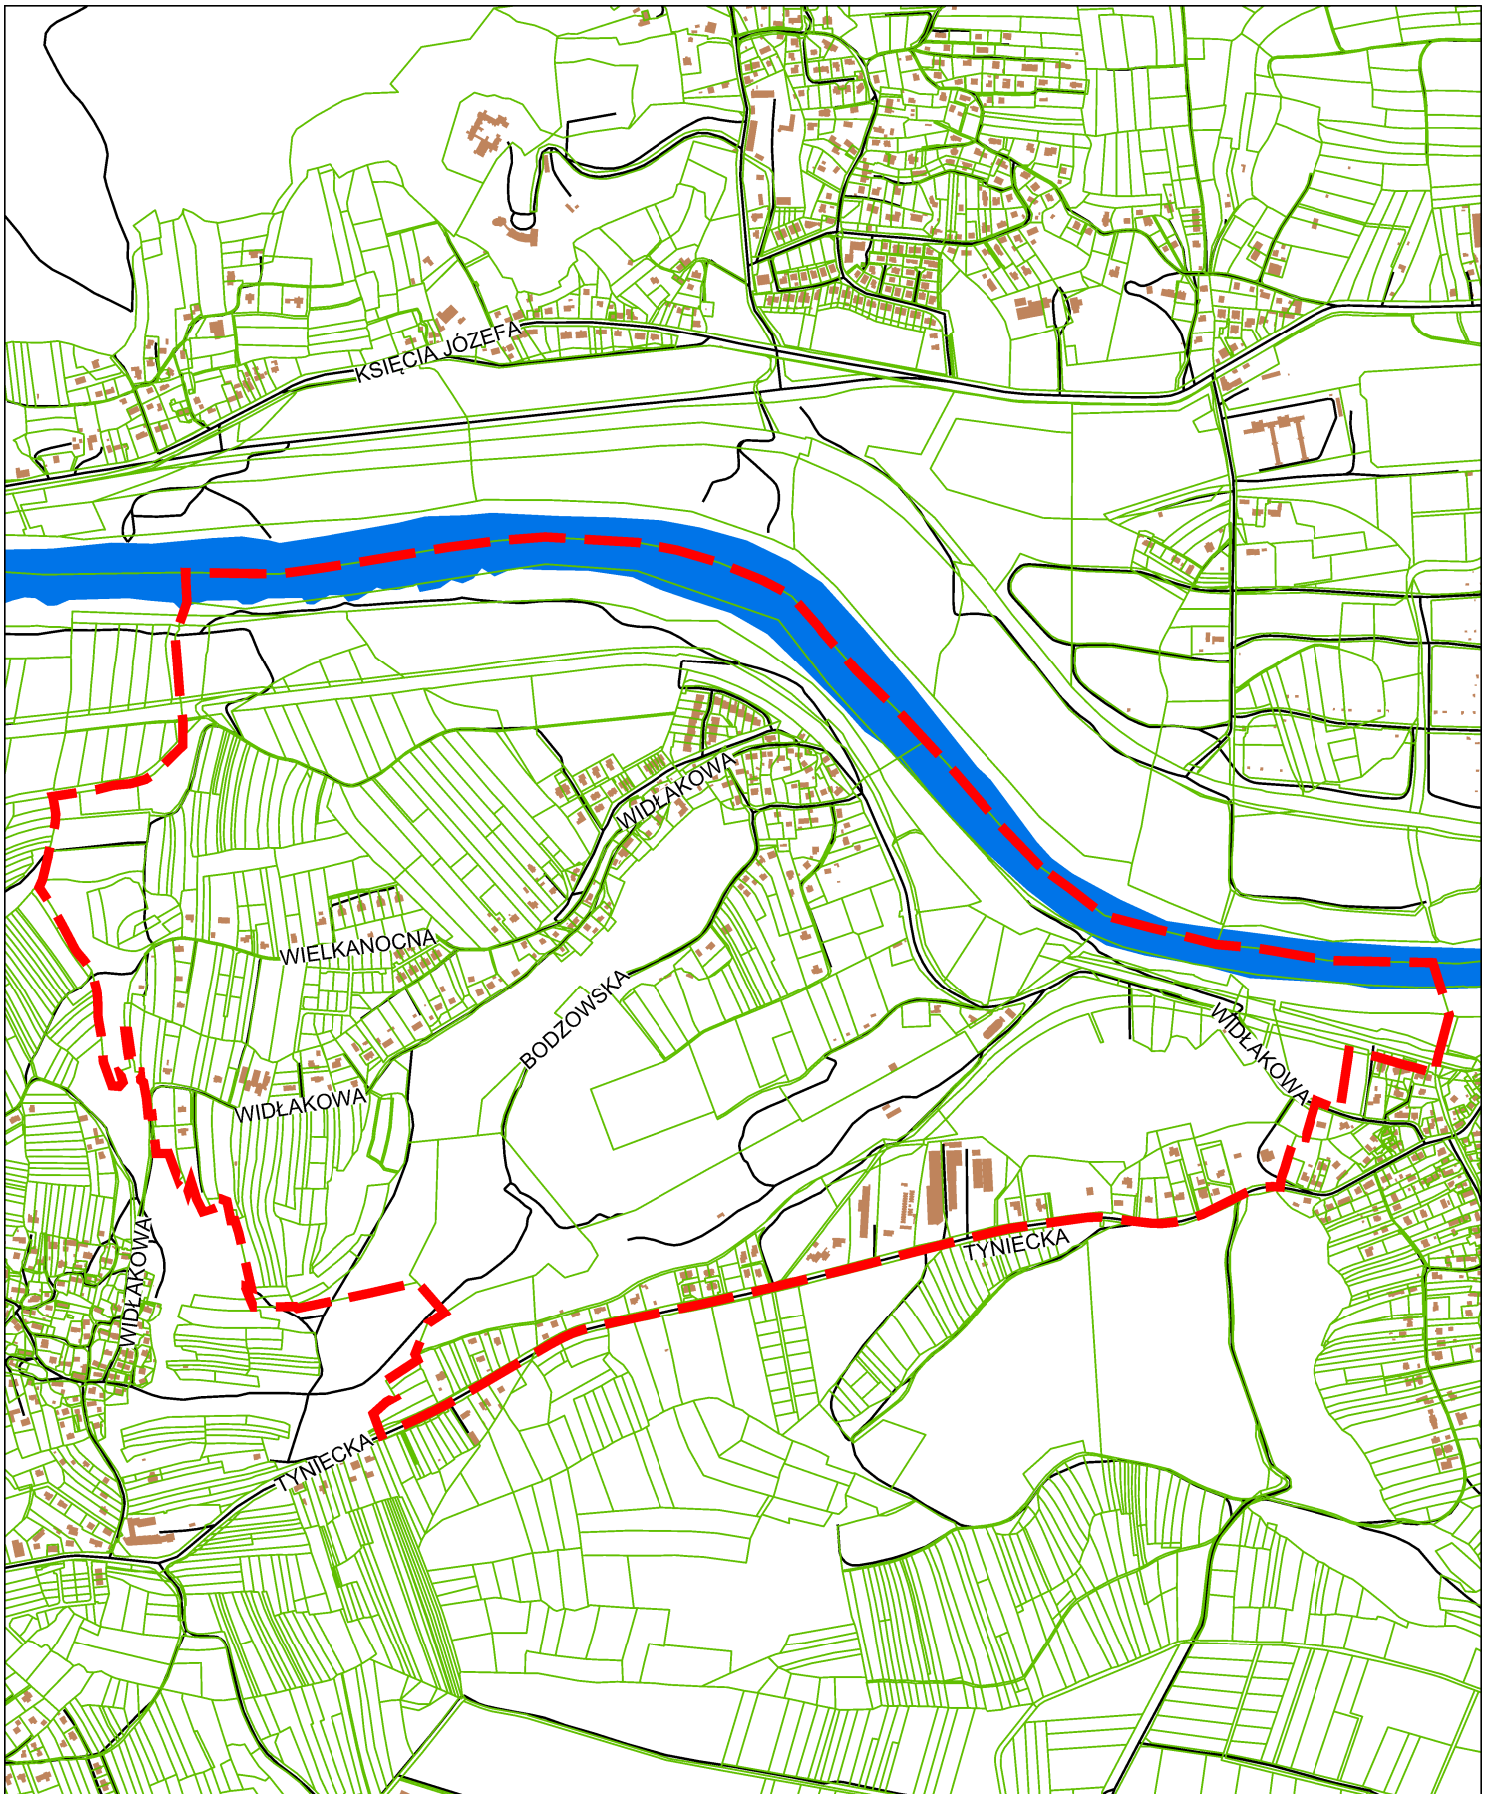 KSIĘCIA JÓZEFA
WIDŁAKOWA
WIELKANOCNA
BODZOWSKA
WIDŁAKOWA
WIDŁAKOWA
TYNIECKA
WIDŁAKOWA
TYNIECKA